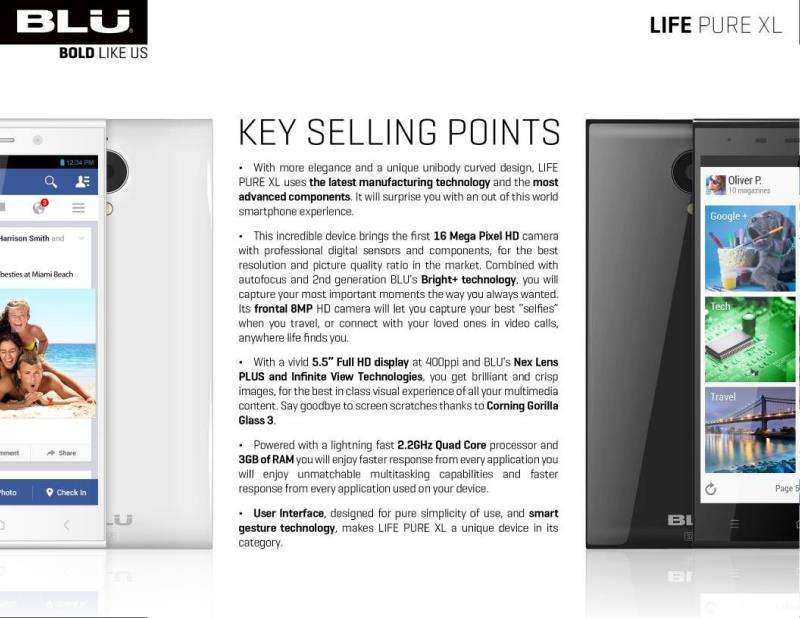 BLU
BOLD LIKE US
LIFE PURE XL
KEY SELLING POINTS
• With more elegance and a unique unibody curved design, LIFE
PURE XL uses the latest manufacturing technology and the most
advanced components. It will surprise you with an out of this world
smartphone experience.
• This incredible device brings the first 16 Mega Pixel HD camera
with professional digital sensors and components, for the best
resolution and picture quality ratio in the market. Combined with
autofocus and 2nd generation BLU's Bright+ technology, you will
capture your most important moments the way you always wanted.
Its frontal 8MP HD camera will let you capture your best "selfies"
when you travel, or connect with your loved ones in video calls,
anywhere life finds you.
• With a vivid 5.5" Full HD display at 400ppi and BLU's Nex Lens
PLUS and Infinite View Technologies, you get brilliant and crisp
images, for the best in class visual experience of all your multimedia
content. Say goodbye to screen scratches thanks to Corning Gorilla
Glass 3.
• Powered with a lightning fast 2.2GHz Quad Core processor and
3GB of RAM you will enjoy faster response from every application you
will enjoy unmatchable multitasking capabilities and faster
response from every application used on your device.
• User Interface, designed for pure simplicity of use, and smart
gesture technology, makes LIFE PURE XL a unique device in its
category.
12:34 PM
3
Harrison Smith and
besties at Miami Beach
mment
Share
Photo
Check In
LU
Oliver P.
10 magazines
Google +
Tech
Travel
Page 5
BL